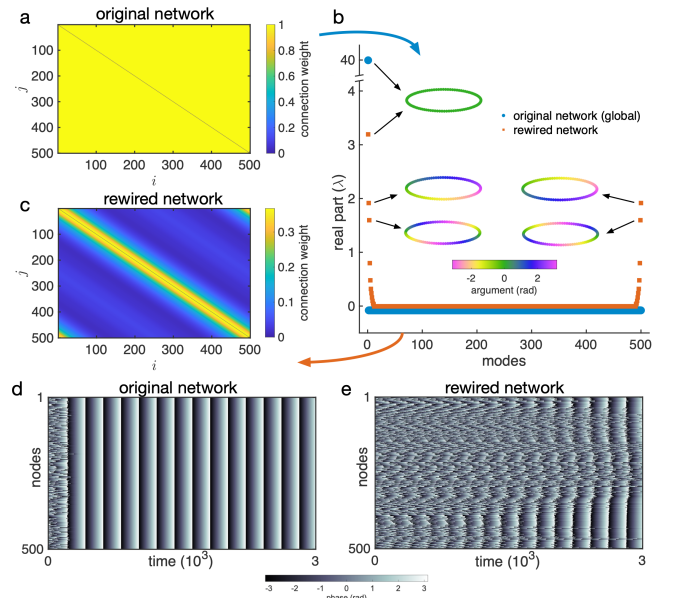 a
original network
100
200
300
400
500
j
100 200 300 400 500
i
1
0.8
0.6
0.4
0.2
0
connection weight
b
40
4
3
2
1
0
real part (λ)
original network (global)
rewired network
-2 0 2
argument (rad)
0 100 200 300 400 500
modes
c
rewired network
100
200
300
400
500
j
100 200 300 400 500
i
0.3
0.2
0.1
0
connection weight
d
original network
1
nodes
500
0 time (10³) 3
e
rewired network
1
nodes
500
0 time (10³) 3
-3 -2 -1 0 1 2 3
phase (rad)